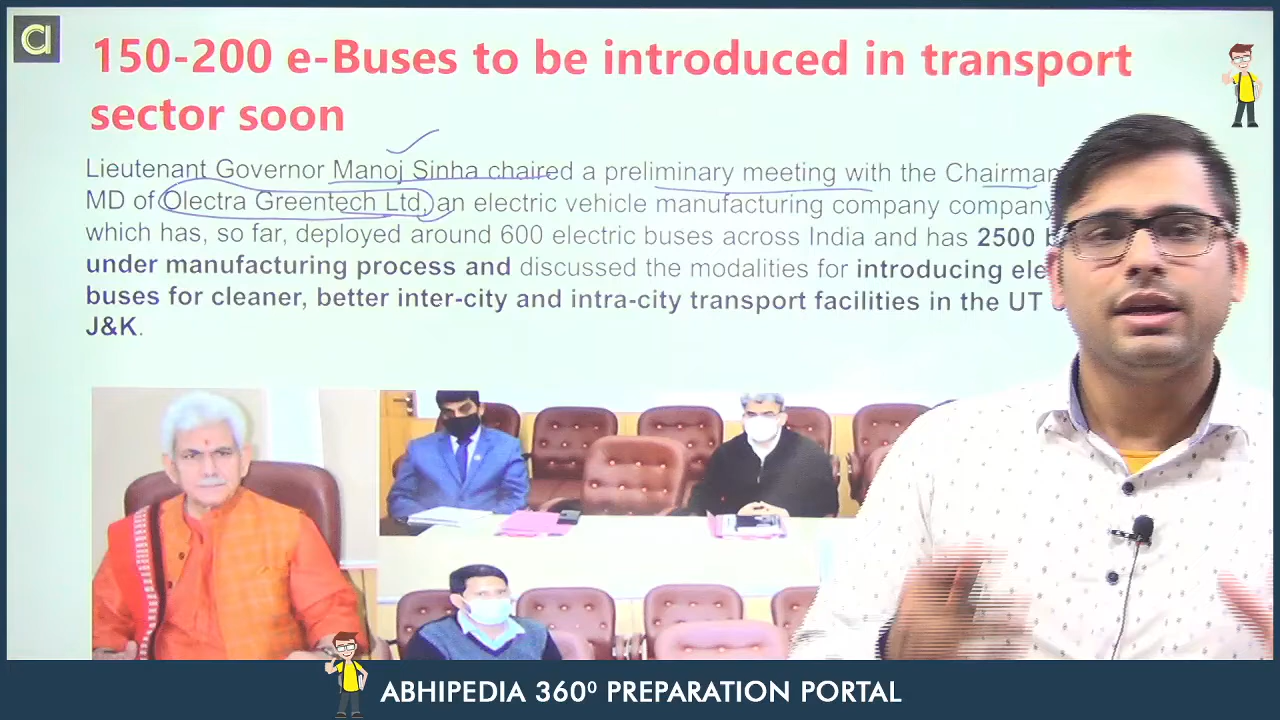 150-200 e-Buses to be introduced in transport
sector soon
Lieutenant Governor Manoj Sinha chaired a preliminary meeting with the Chairman
MD of Olectra Greentech Ltd, an electric vehicle manufacturing company company
which has, so far, deployed around 600 electric buses across India and has 2500
under manufacturing process and discussed the modalities for introducing
buses for cleaner, better inter-city and intra-city transport facilities in the UT
J&K.
ABHIPEDIA 360⁰ PREPARATION PORTAL